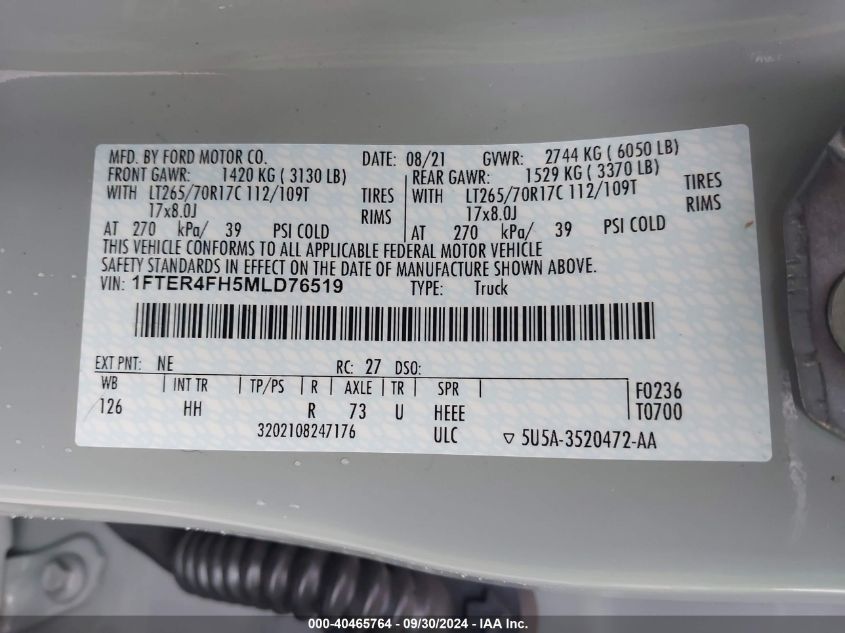 MFD. BY FORD MOTOR CO. DATE: 08/21 GVWR: 2744 KG ( 6050 LB)
FRONT GAWR: 1420 KG ( 3130 LB) REAR GAWR: 1529 KG ( 3370 LB)
WITH LT265/70R17C 112/109T TIRES WITH LT265/70R17C 112/109T TIRES
17x8.0J RIMS 17x8.0J RIMS
AT 270 kPa/ 39 PSI COLD AT 270 kPa/ 39 PSI COLD
THIS VEHICLE CONFORMS TO ALL APPLICABLE FEDERAL MOTOR VEHICLE
SAFETY STANDARDS IN EFFECT ON THE DATE OF MANUFACTURE SHOWN ABOVE.
VIN: 1FTER4FH5MLD76519 TYPE: Truck
EXT PNT: NE RC: 27 DSO:
WB INT TR TP/PS R AXLE TR SPR F0236
126 HH R 73 U HEEE T0700
3202108247176 ULC ▽ 5U5A-3520472-AA
000-40465764 / 09/30/2024 - IAA Inc.